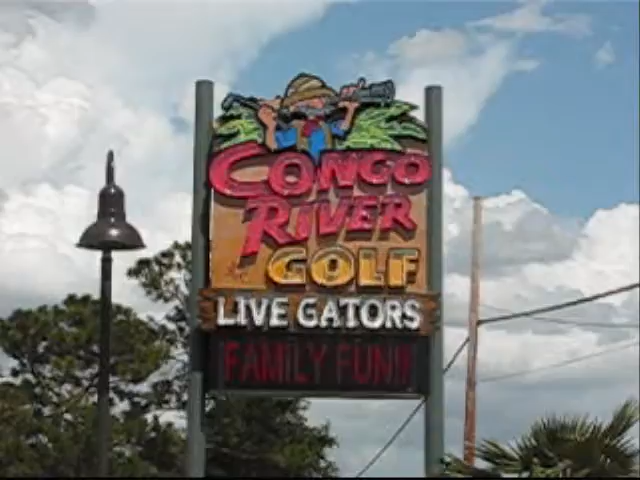 CONGO
RIVER
GOLF
LIVE GATORS
FAMILY FUN!!